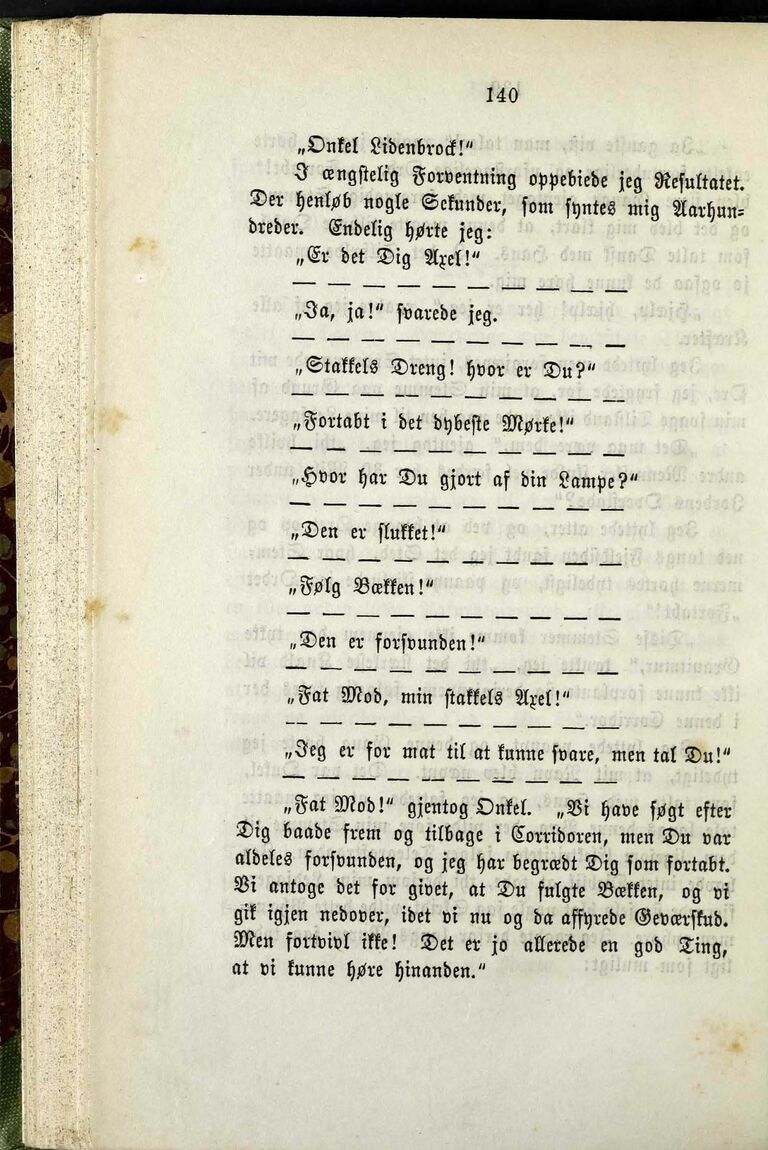 140
„Onkel Lidenbrock!"
I ængstelig Forventning oppebiede jeg Resultatet.
Der henløb nogle Sekunder, som syntes mig Aarhun=
dreder. Endelig hørte jeg:
„Er det Dig Axel!"
— — — — — — — — — —
„Ja, ja!" svarede jeg.
— — — — — — — — — —
„Stakkels Dreng! hvor er Du?"
— — — — — — — — — —
„Fortabt i det dybeste Mørke!"
— — — — — — — — — —
„Hvor har Du gjort af din Lampe?"
— — — — — — — — — —
„Den er slukket!"
— — — — — — — — — —
„Følg Bækken!"
— — — — — — — — — —
„Den er forsvunden!"
— — — — — — — — — —
„Fat Mod, min stakkels Axel!"
— — — — — — — — — —
„Jeg er for mat til at kunne svare, men tal Du!"
— — — — — — — — — —
„Fat Mod!" gjentog Onkel. „Vi have søgt efter
Dig baade frem og tilbage i Corridoren, men Du var
aldeles forsvunden, og jeg har begrædt Dig som fortabt.
Vi antoge det for givet, at Du fulgte Bækken, og vi
gik igjen nedover, idet vi nu og da affyrede Geværskud.
Men fortvivl ikke! Det er jo allerede en god Ting,
at vi kunne høre hinanden."